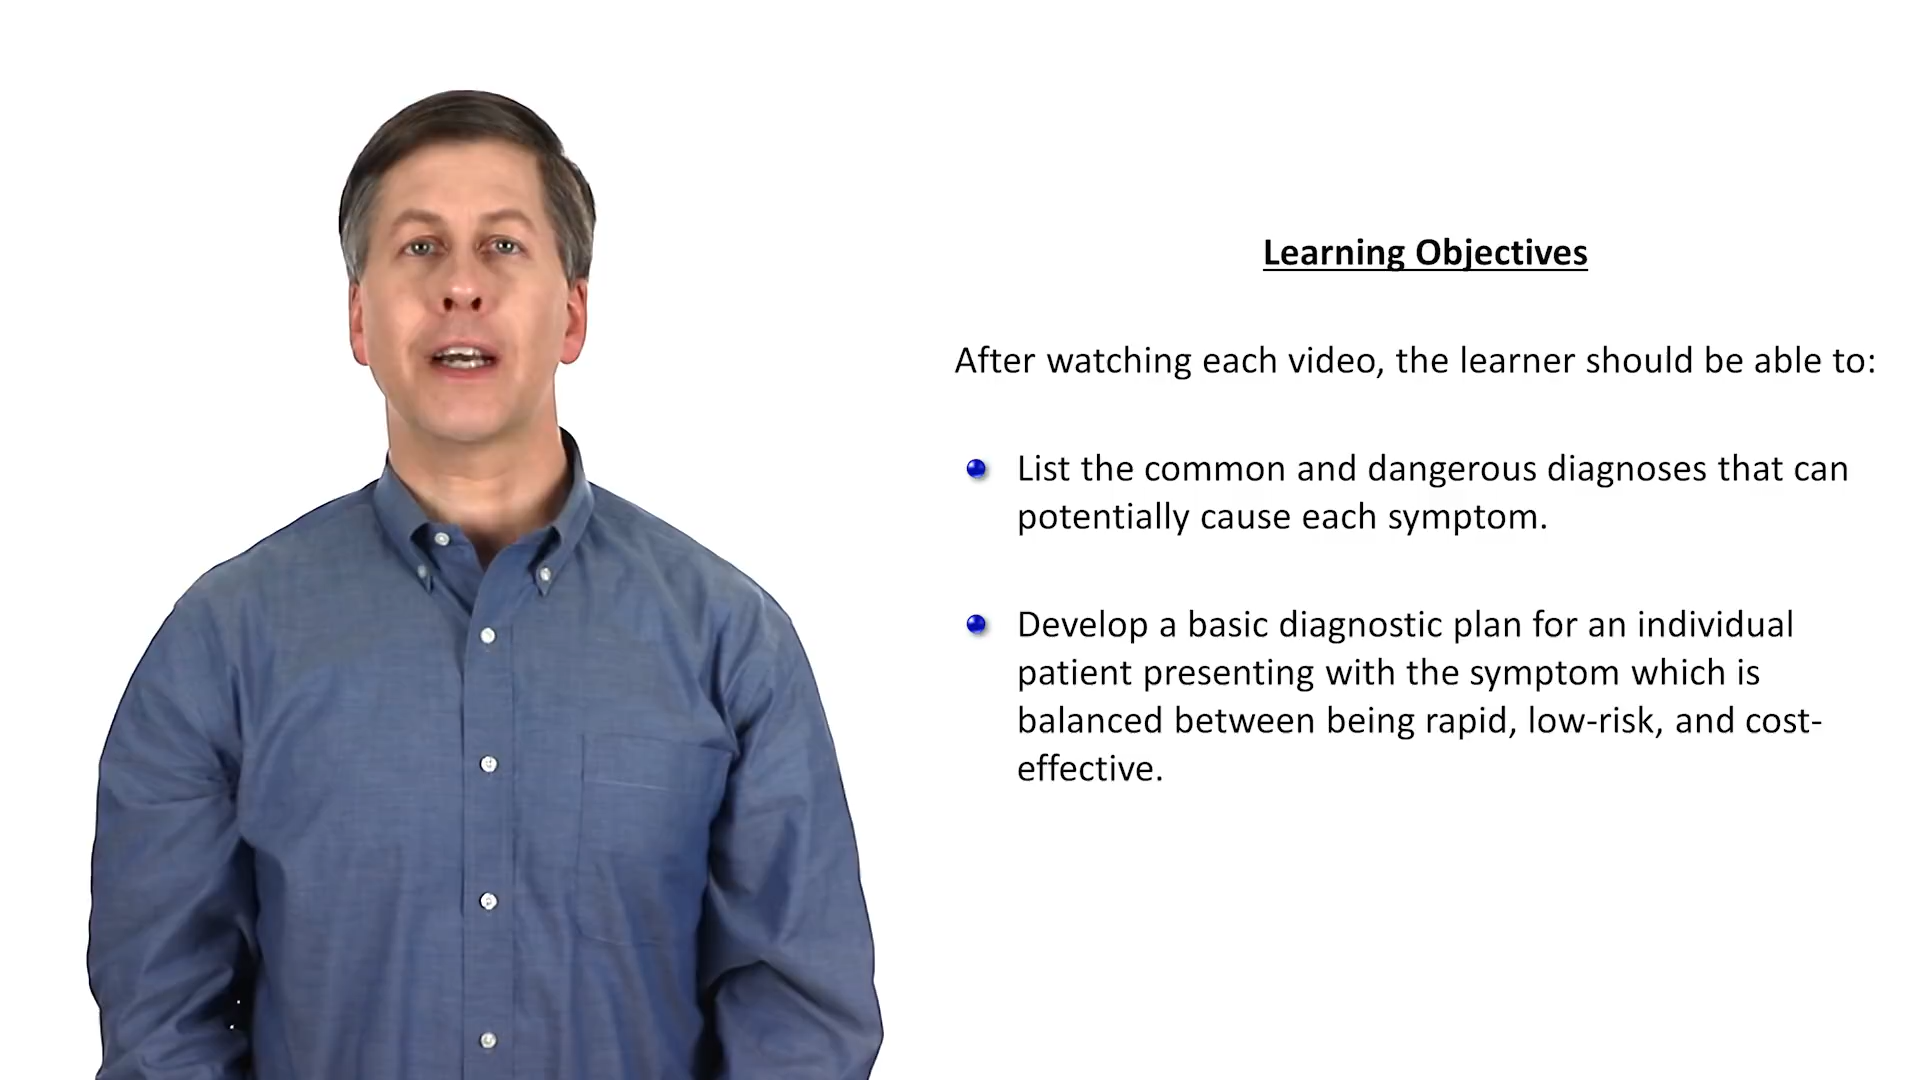 Learning Objectives
After watching each video, the learner should be able to:
List the common and dangerous diagnoses that can
potentially cause each symptom.
Develop a basic diagnostic plan for an individual
patient presenting with the symptom which is
balanced between being rapid, low-risk, and cost-
effective.